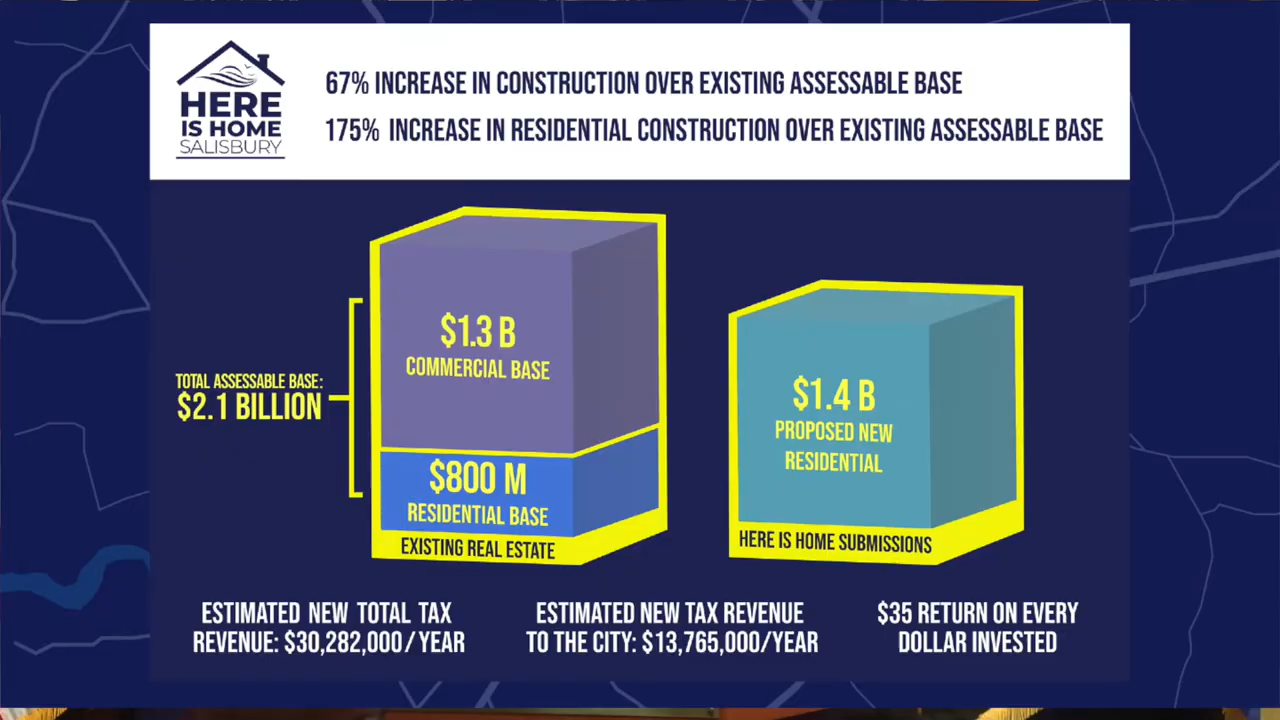 HERE
IS HOME
SALISBURY
67% INCREASE IN CONSTRUCTION OVER EXISTING ASSESSABLE BASE
175% INCREASE IN RESIDENTIAL CONSTRUCTION OVER EXISTING ASSESSABLE BASE
TOTAL ASSESSABLE BASE:
$2.1 BILLION
$1.3 B
COMMERCIAL BASE
$800 M
RESIDENTIAL BASE
EXISTING REAL ESTATE
$1.4 B
PROPOSED NEW
RESIDENTIAL
HERE IS HOME SUBMISSIONS
ESTIMATED NEW TOTAL TAX
REVENUE: $30,282,000/YEAR
ESTIMATED NEW TAX REVENUE
TO THE CITY: $13,765,000/YEAR
$35 RETURN ON EVERY
DOLLAR INVESTED